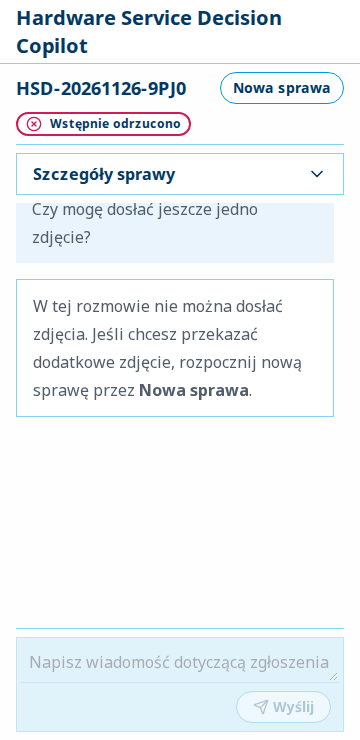 Hardware Service Decision
Copilot
HSD-20261126-9PJ0
Nowa sprawa
Wstępnie odrzucono
Szczegóły sprawy
Czy mogę dosłać jeszcze jedno
zdjęcie?
W tej rozmowie nie można dosłać
zdjęcia. Jeśli chcesz przekazać
dodatkowe zdjęcie, rozpocznij nową
sprawę przez Nowa sprawa.
Napisz wiadomość dotyczącą zgłoszenia
Wyślij